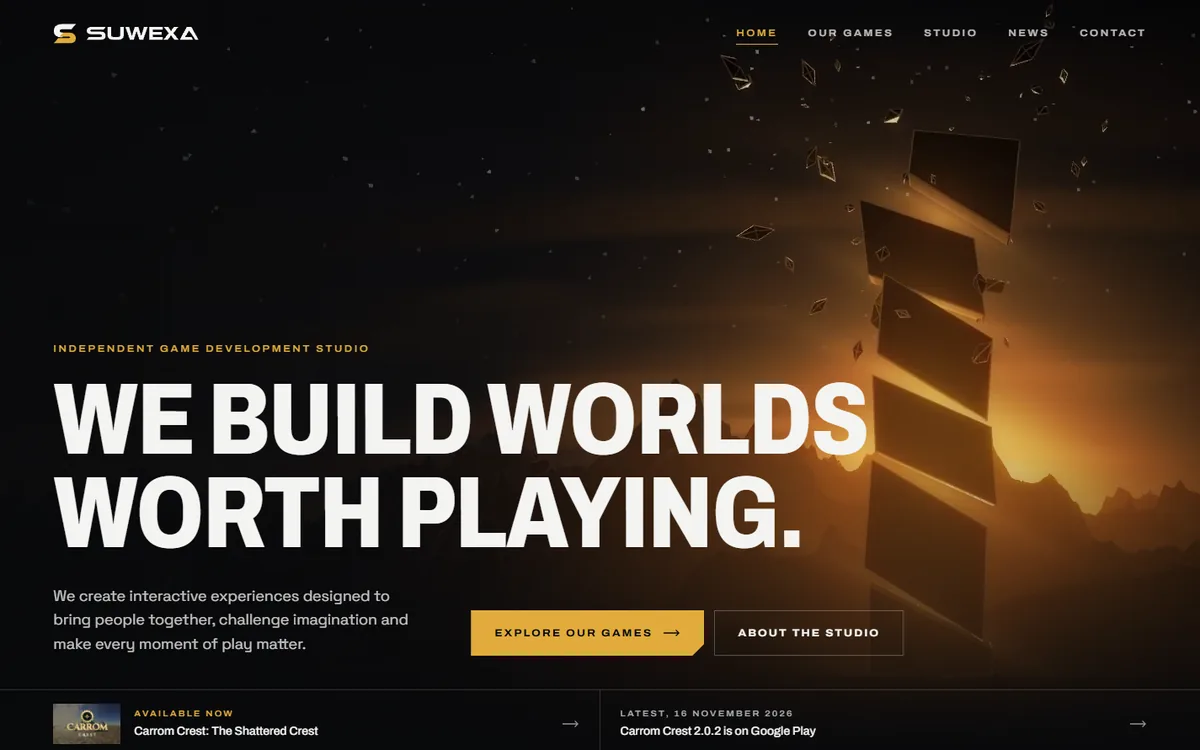 SUWEXA
HOME
OUR GAMES
STUDIO
NEWS
CONTACT
INDEPENDENT GAME DEVELOPMENT STUDIO
WE BUILD WORLDS
WORTH PLAYING.
We create interactive experiences designed to
bring people together, challenge imagination and
make every moment of play matter.
EXPLORE OUR GAMES
ABOUT THE STUDIO
CARROM
CREST
AVAILABLE NOW
Carrom Crest: The Shattered Crest
LATEST, 16 NOVEMBER 2026
Carrom Crest 2.0.2 is on Google Play